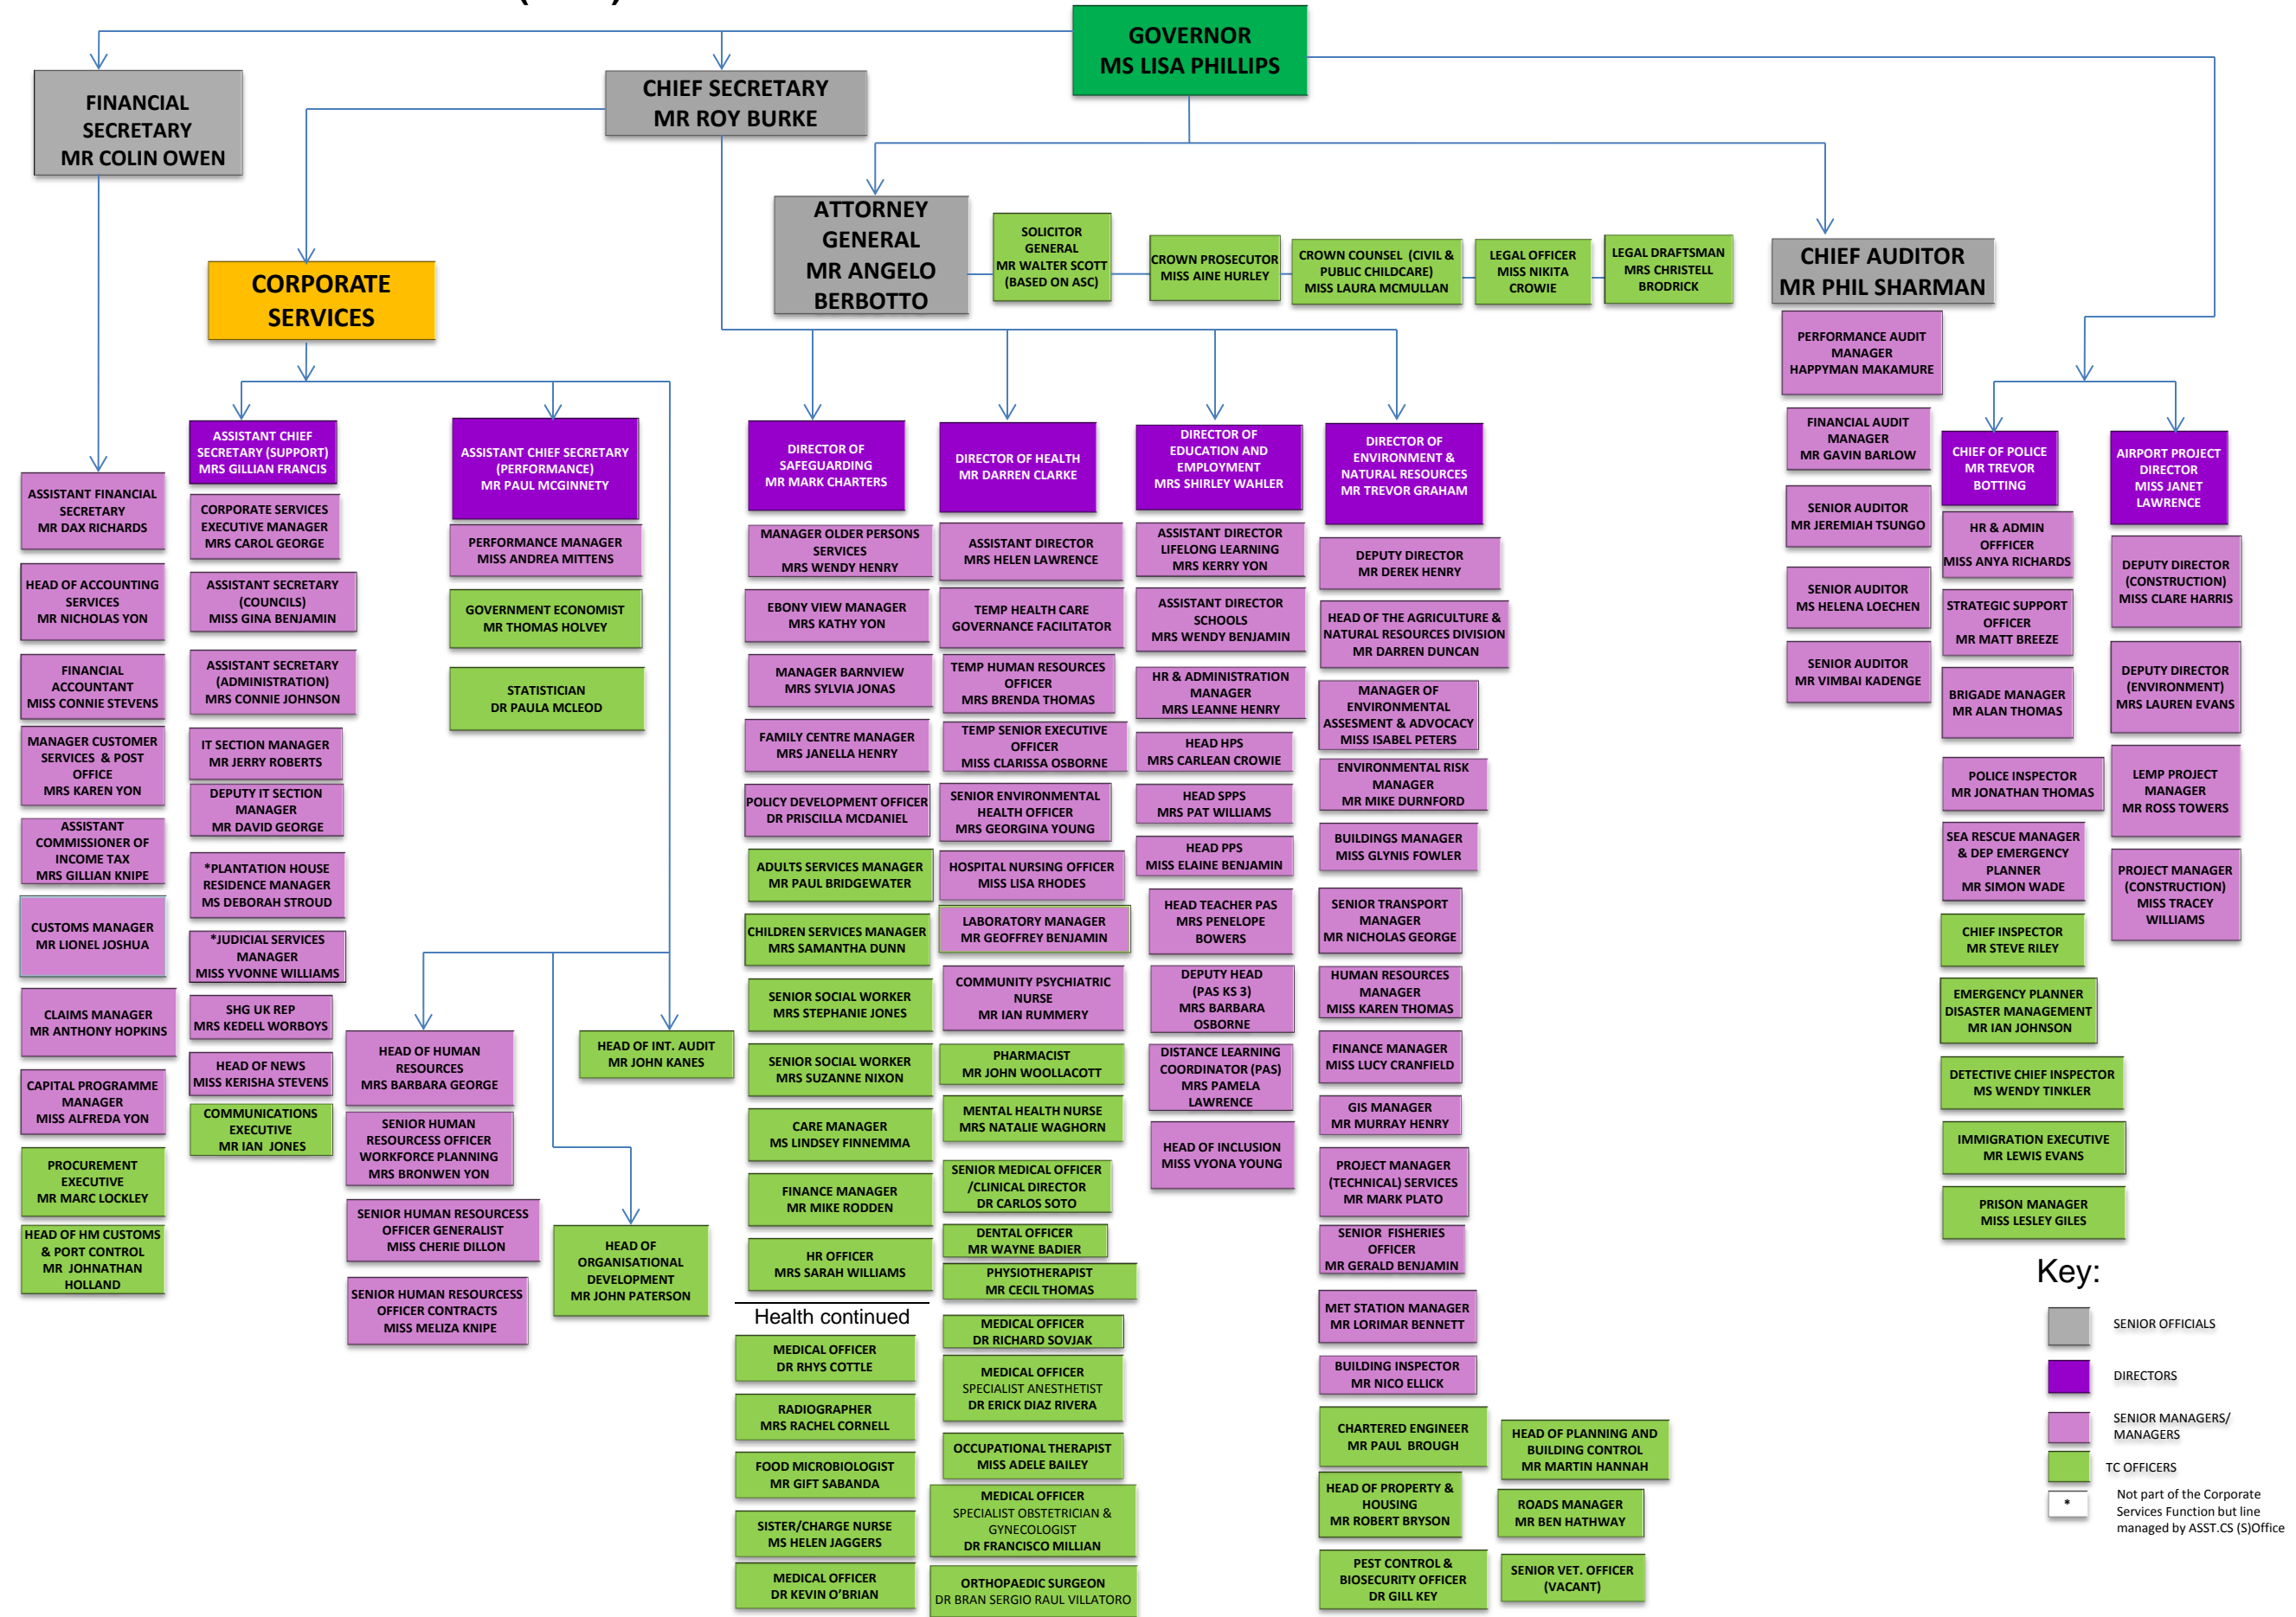 GOVERNOR
MS LISA PHILLIPS
FINANCIAL
SECRETARY
MR COLIN OWEN
CHIEF SECRETARY
MR ROY BURKE
ATTORNEY
GENERAL
MR ANGELO
BERBOTTO
SOLICITOR
GENERAL
MR WALTER SCOTT
(BASED ON ASC)
CROWN PROSECUTOR
MISS AINE HURLEY
CROWN COUNSEL (CIVIL &
PUBLIC CHILDCARE)
MISS LAURA MCMULLAN
LEGAL OFFICER
MISS NIKITA
CROWIE
LEGAL DRAFTSMAN
MRS CHRISTELL
BRODRICK
CHIEF AUDITOR
MR PHIL SHARMAN
CORPORATE
SERVICES
ASSISTANT FINANCIAL
SECRETARY
MR DAX RICHARDS
HEAD OF ACCOUNTING
SERVICES
MR NICHOLAS YON
FINANCIAL
ACCOUNTANT
MISS CONNIE STEVENS
MANAGER CUSTOMER
SERVICES & POST
OFFICE
MRS KAREN YON
ASSISTANT
COMMISSIONER OF
INCOME TAX
MRS GILLIAN KNIPE
CUSTOMS MANAGER
MR LIONEL JOSHUA
CLAIMS MANAGER
MR ANTHONY HOPKINS
CAPITAL PROGRAMME
MANAGER
MISS ALFREDA YON
PROCUREMENT
EXECUTIVE
MR MARC LOCKLEY
HEAD OF HM CUSTOMS
& PORT CONTROL
MR JOHNATHAN
HOLLAND
ASSISTANT CHIEF
SECRETARY (SUPPORT)
MRS GILLIAN FRANCIS
CORPORATE SERVICES
EXECUTIVE MANAGER
MRS CAROL GEORGE
ASSISTANT SECRETARY
(COUNCILS)
MISS GINA BENJAMIN
ASSISTANT SECRETARY
(ADMINISTRATION)
MRS CONNIE JOHNSON
IT SECTION MANAGER
MR JERRY ROBERTS
DEPUTY IT SECTION
MANAGER
MR DAVID GEORGE
*PLANTATION HOUSE
RESIDENCE MANAGER
MS DEBORAH STROUD
*JUDICIAL SERVICES
MANAGER
MISS YVONNE WILLIAMS
SHG UK REP
MRS KEDELL WORBOYS
HEAD OF NEWS
MISS KERISHA STEVENS
COMMUNICATIONS
EXECUTIVE
MR IAN JONES
ASSISTANT CHIEF SECRETARY
(PERFORMANCE)
MR PAUL MCGINNETY
PERFORMANCE MANAGER
MISS ANDREA MITTENS
GOVERNMENT ECONOMIST
MR THOMAS HOLVEY
STATISTICIAN
DR PAULA MCLEOD
HEAD OF HUMAN
RESOURCES
MRS BARBARA GEORGE
SENIOR HUMAN
RESOURCESS OFFICER
WORKFORCE PLANNING
MRS BRONWEN YON
SENIOR HUMAN RESOURCESS
OFFICER GENERALIST
MISS CHERIE DILLON
SENIOR HUMAN RESOURCESS
OFFICER CONTRACTS
MISS MELIZA KNIPE
HEAD OF INT. AUDIT
MR JOHN KANES
HEAD OF
ORGANISATIONAL
DEVELOPMENT
MR JOHN PATERSON
DIRECTOR OF
SAFEGUARDING
MR MARK CHARTERS
MANAGER OLDER PERSONS
SERVICES
MRS WENDY HENRY
EBONY VIEW MANAGER
MRS KATHY YON
MANAGER BARNVIEW
MRS SYLVIA JONAS
FAMILY CENTRE MANAGER
MRS JANELLA HENRY
POLICY DEVELOPMENT OFFICER
DR PRISCILLA MCDANIEL
ADULTS SERVICES MANAGER
MR PAUL BRIDGEWATER
CHILDREN SERVICES MANAGER
MRS SAMANTHA DUNN
SENIOR SOCIAL WORKER
MRS STEPHANIE JONES
SENIOR SOCIAL WORKER
MRS SUZANNE NIXON
CARE MANAGER
MS LINDSEY FINNEMMA
FINANCE MANAGER
MR MIKE RODDEN
HR OFFICER
MRS SARAH WILLIAMS
Health continued
MEDICAL OFFICER
DR RHYS COTTLE
RADIOGRAPHER
MRS RACHEL CORNELL
FOOD MICROBIOLOGIST
MR GIFT SABANDA
SISTER/CHARGE NURSE
MS HELEN JAGGERS
MEDICAL OFFICER
DR KEVIN O’BRIAN
DIRECTOR OF HEALTH
MR DARREN CLARKE
ASSISTANT DIRECTOR
MRS HELEN LAWRENCE
TEMP HEALTH CARE
GOVERNANCE FACILITATOR
TEMP HUMAN RESOURCES
OFFICER
MRS BRENDA THOMAS
TEMP SENIOR EXECUTIVE
OFFICER
MISS CLARISSA OSBORNE
SENIOR ENVIRONMENTAL
HEALTH OFFICER
MRS GEORGINA YOUNG
HOSPITAL NURSING OFFICER
MISS LISA RHODES
LABORATORY MANAGER
MR GEOFFREY BENJAMIN
COMMUNITY PSYCHIATRIC
NURSE
MR IAN RUMMERY
PHARMACIST
MR JOHN WOOLLACOTT
MENTAL HEALTH NURSE
MRS NATALIE WAGHORN
SENIOR MEDICAL OFFICER
/CLINICAL DIRECTOR
DR CARLOS SOTO
DENTAL OFFICER
MR WAYNE BADIER
PHYSIOTHERAPIST
MR CECIL THOMAS
MEDICAL OFFICER
DR RICHARD SOVJAK
MEDICAL OFFICER
SPECIALIST ANESTHETIST
DR ERICK DIAZ RIVERA
OCCUPATIONAL THERAPIST
MISS ADELE BAILEY
MEDICAL OFFICER
SPECIALIST OBSTETRICIAN &
GYNECOLOGIST
DR FRANCISCO MILLIAN
ORTHOPAEDIC SURGEON
DR BRAN SERGIO RAUL VILLATORO
DIRECTOR OF
EDUCATION AND
EMPLOYMENT
MRS SHIRLEY WAHLER
ASSISTANT DIRECTOR
LIFELONG LEARNING
MRS KERRY YON
ASSISTANT DIRECTOR
SCHOOLS
MRS WENDY BENJAMIN
HR & ADMINISTRATION
MANAGER
MRS LEANNE HENRY
HEAD HPS
MRS CARLEAN CROWIE
HEAD SPPS
MRS PAT WILLIAMS
HEAD PPS
MISS ELAINE BENJAMIN
HEAD TEACHER PAS
MRS PENELOPE
BOWERS
DEPUTY HEAD
(PAS KS 3)
MRS BARBARA
OSBORNE
DISTANCE LEARNING
COORDINATOR (PAS)
MRS PAMELA
LAWRENCE
HEAD OF INCLUSION
MISS VYONA YOUNG
DIRECTOR OF
ENVIRONMENT &
NATURAL RESOURCES
MR TREVOR GRAHAM
DEPUTY DIRECTOR
MR DEREK HENRY
HEAD OF THE AGRICULTURE &
NATURAL RESOURCES DIVISION
MR DARREN DUNCAN
MANAGER OF
ENVIRONMENTAL
ASSESMENT & ADVOCACY
MISS ISABEL PETERS
ENVIRONMENTAL RISK
MANAGER
MR MIKE DURNFORD
BUILDINGS MANAGER
MISS GLYNIS FOWLER
SENIOR TRANSPORT
MANAGER
MR NICHOLAS GEORGE
HUMAN RESOURCES
MANAGER
MISS KAREN THOMAS
FINANCE MANAGER
MISS LUCY CRANFIELD
GIS MANAGER
MR MURRAY HENRY
PROJECT MANAGER
(TECHNICAL) SERVICES
MR MARK PLATO
SENIOR FISHERIES
OFFICER
MR GERALD BENJAMIN
MET STATION MANAGER
MR LORIMAR BENNETT
BUILDING INSPECTOR
MR NICO ELLICK
CHARTERED ENGINEER
MR PAUL BROUGH
HEAD OF PROPERTY &
HOUSING
MR ROBERT BRYSON
PEST CONTROL &
BIOSECURITY OFFICER
DR GILL KEY
HEAD OF PLANNING AND
BUILDING CONTROL
MR MARTIN HANNAH
ROADS MANAGER
MR BEN HATHWAY
SENIOR VET. OFFICER
(VACANT)
PERFORMANCE AUDIT
MANAGER
HAPPYMAN MAKAMURE
FINANCIAL AUDIT
MANAGER
MR GAVIN BARLOW
SENIOR AUDITOR
MR JEREMIAH TSUNGO
SENIOR AUDITOR
MS HELENA LOECHEN
SENIOR AUDITOR
MR VIMBAI KADENGE
CHIEF OF POLICE
MR TREVOR
BOTTING
HR & ADMIN
OFFFICER
MISS ANYA RICHARDS
STRATEGIC SUPPORT
OFFICER
MR MATT BREEZE
BRIGADE MANAGER
MR ALAN THOMAS
POLICE INSPECTOR
MR JONATHAN THOMAS
SEA RESCUE MANAGER
& DEP EMERGENCY
PLANNER
MR SIMON WADE
CHIEF INSPECTOR
MR STEVE RILEY
EMERGENCY PLANNER
DISASTER MANAGEMENT
MR IAN JOHNSON
DETECTIVE CHIEF INSPECTOR
MS WENDY TINKLER
IMMIGRATION EXECUTIVE
MR LEWIS EVANS
PRISON MANAGER
MISS LESLEY GILES
AIRPORT PROJECT
DIRECTOR
MISS JANET
LAWRENCE
DEPUTY DIRECTOR
(CONSTRUCTION)
MISS CLARE HARRIS
DEPUTY DIRECTOR
(ENVIRONMENT)
MRS LAUREN EVANS
LEMP PROJECT
MANAGER
MR ROSS TOWERS
PROJECT MANAGER
(CONSTRUCTION)
MISS TRACEY
WILLIAMS
Key:
SENIOR OFFICIALS
DIRECTORS
SENIOR MANAGERS/
MANAGERS
TC OFFICERS
*
Not part of the Corporate
Services Function but line
managed by ASST.CS (S)Office